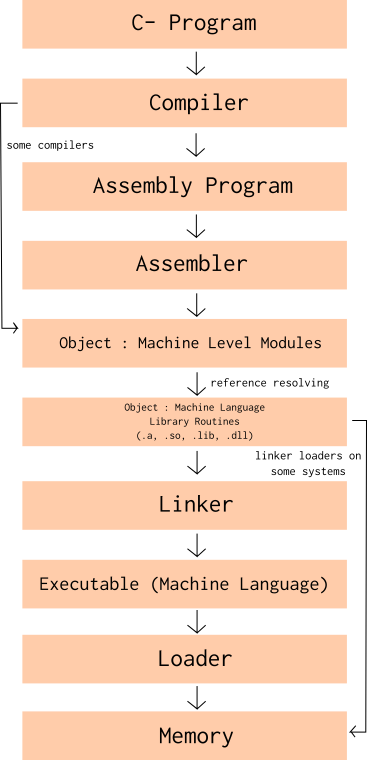 C- Program
Compiler
some compilers
Assembly Program
Assembler
Object : Machine Level Modules
reference resolving
Object : Machine Language
Library Routines
(.a, .so, .lib, .dll)
linker loaders on
some systems
Linker
Executable (Machine Language)
Loader
Memory